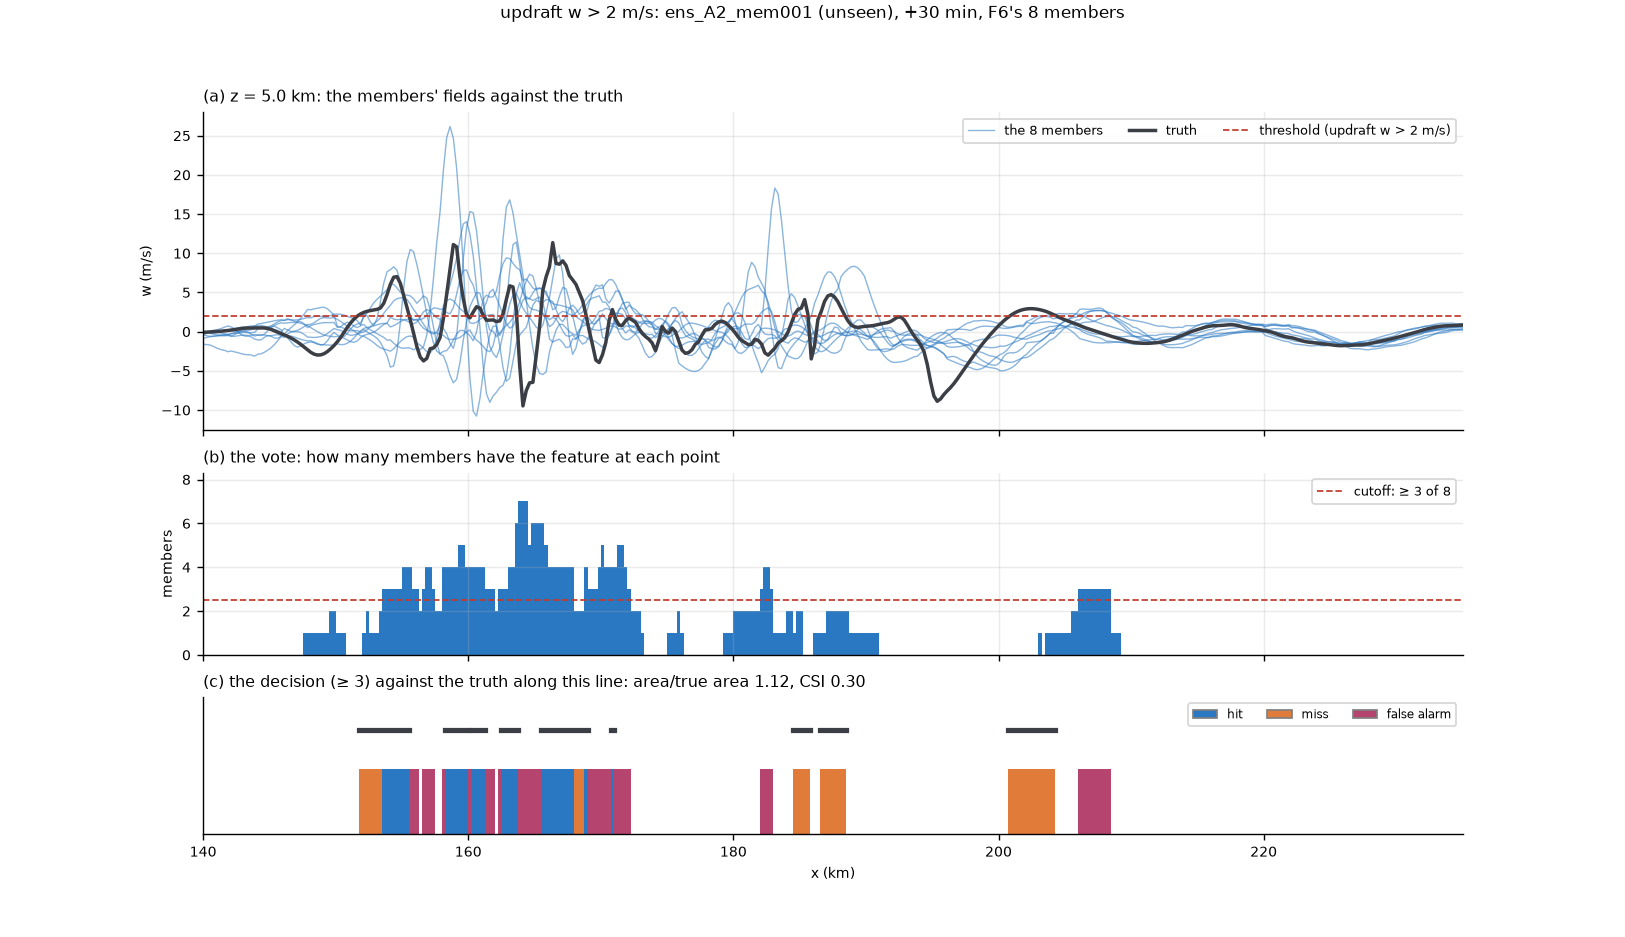 updraft w > 2 m/s: ens_A2_mem001 (unseen), +30 min, F6's 8 members
(a) z = 5.0 km: the members' fields against the truth
the 8 members
truth
threshold (updraft w > 2 m/s)
25
20
15
10
5
0
−5
−10
w (m/s)
(b) the vote: how many members have the feature at each point
cutoff: ≥ 3 of 8
8
6
4
2
0
members
(c) the decision (≥ 3) against the truth along this line: area/true area 1.12, CSI 0.30
hit
miss
false alarm
140
160
180
200
220
x (km)